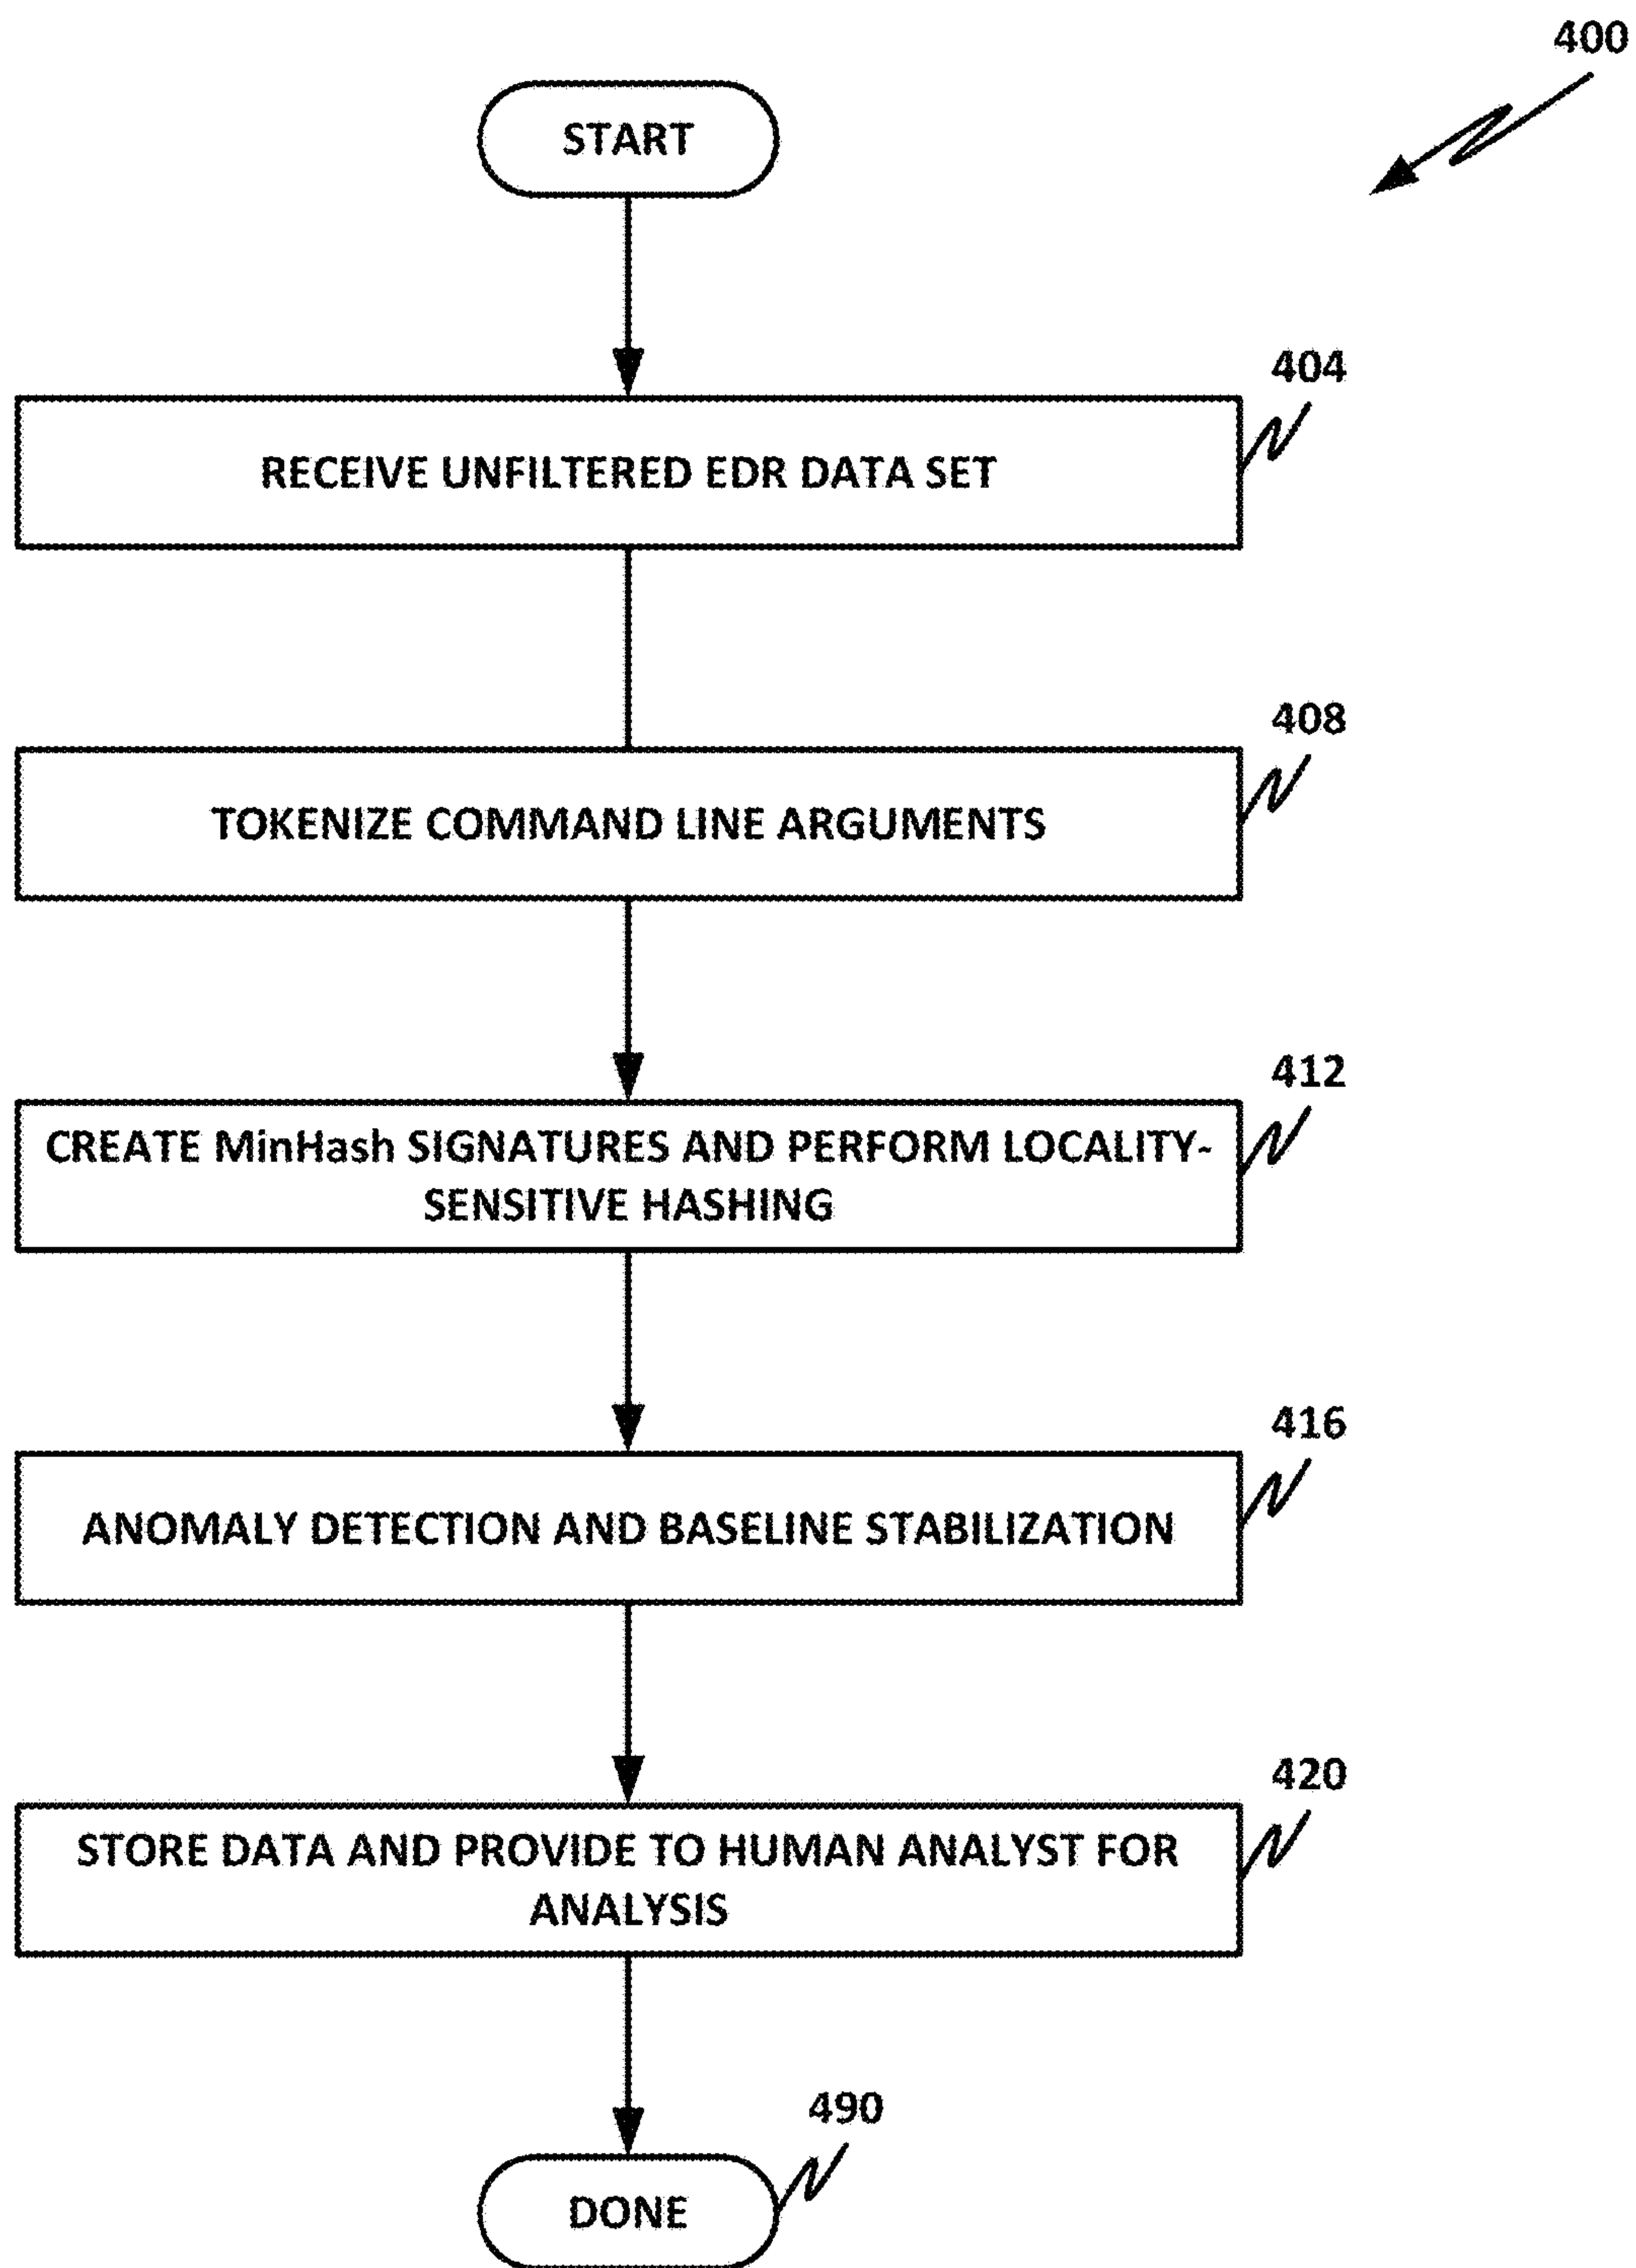 400
START
404
RECEIVE UNFILTERED EDR DATA SET
408
TOKENIZE COMMAND LINE ARGUMENTS
412
CREATE MinHash SIGNATURES AND PERFORM LOCALITY-
SENSITIVE HASHING
416
ANOMALY DETECTION AND BASELINE STABILIZATION
420
STORE DATA AND PROVIDE TO HUMAN ANALYST FOR
ANALYSIS
490
DONE